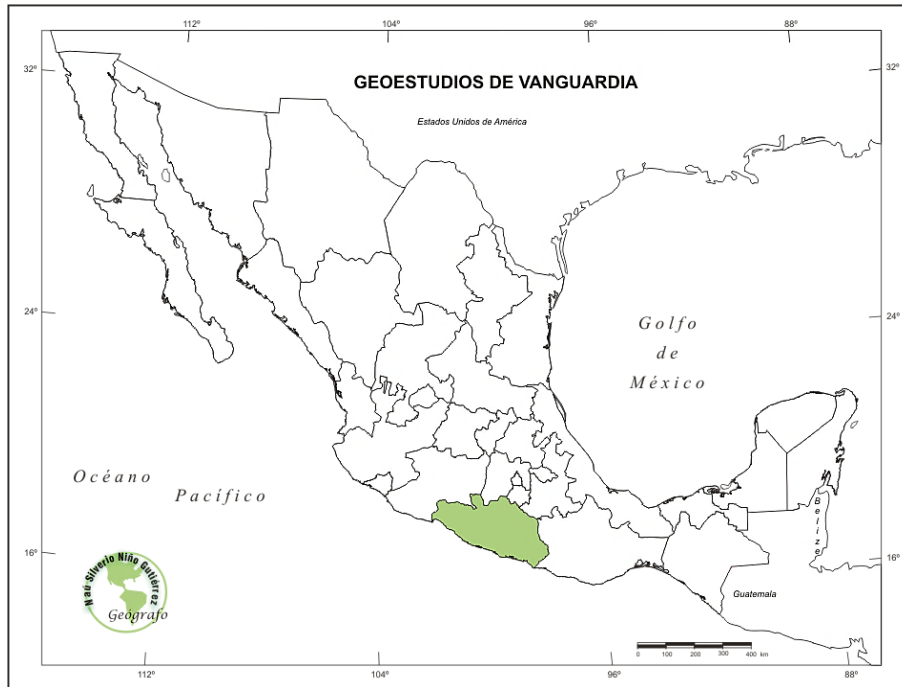 112º 104º 96º 88º
32º 32º
GEOESTUDIOS DE VANGUARDIA
Estados Unidos de América
24º 24º
Golfo
de
México
Océano
Pacífico
Belize
16º 16º
Naú Silverio Niño Gutiérrez
Geógrafo
Guatemala
0 100 200 300 400 km
112º 104º 96º 88º